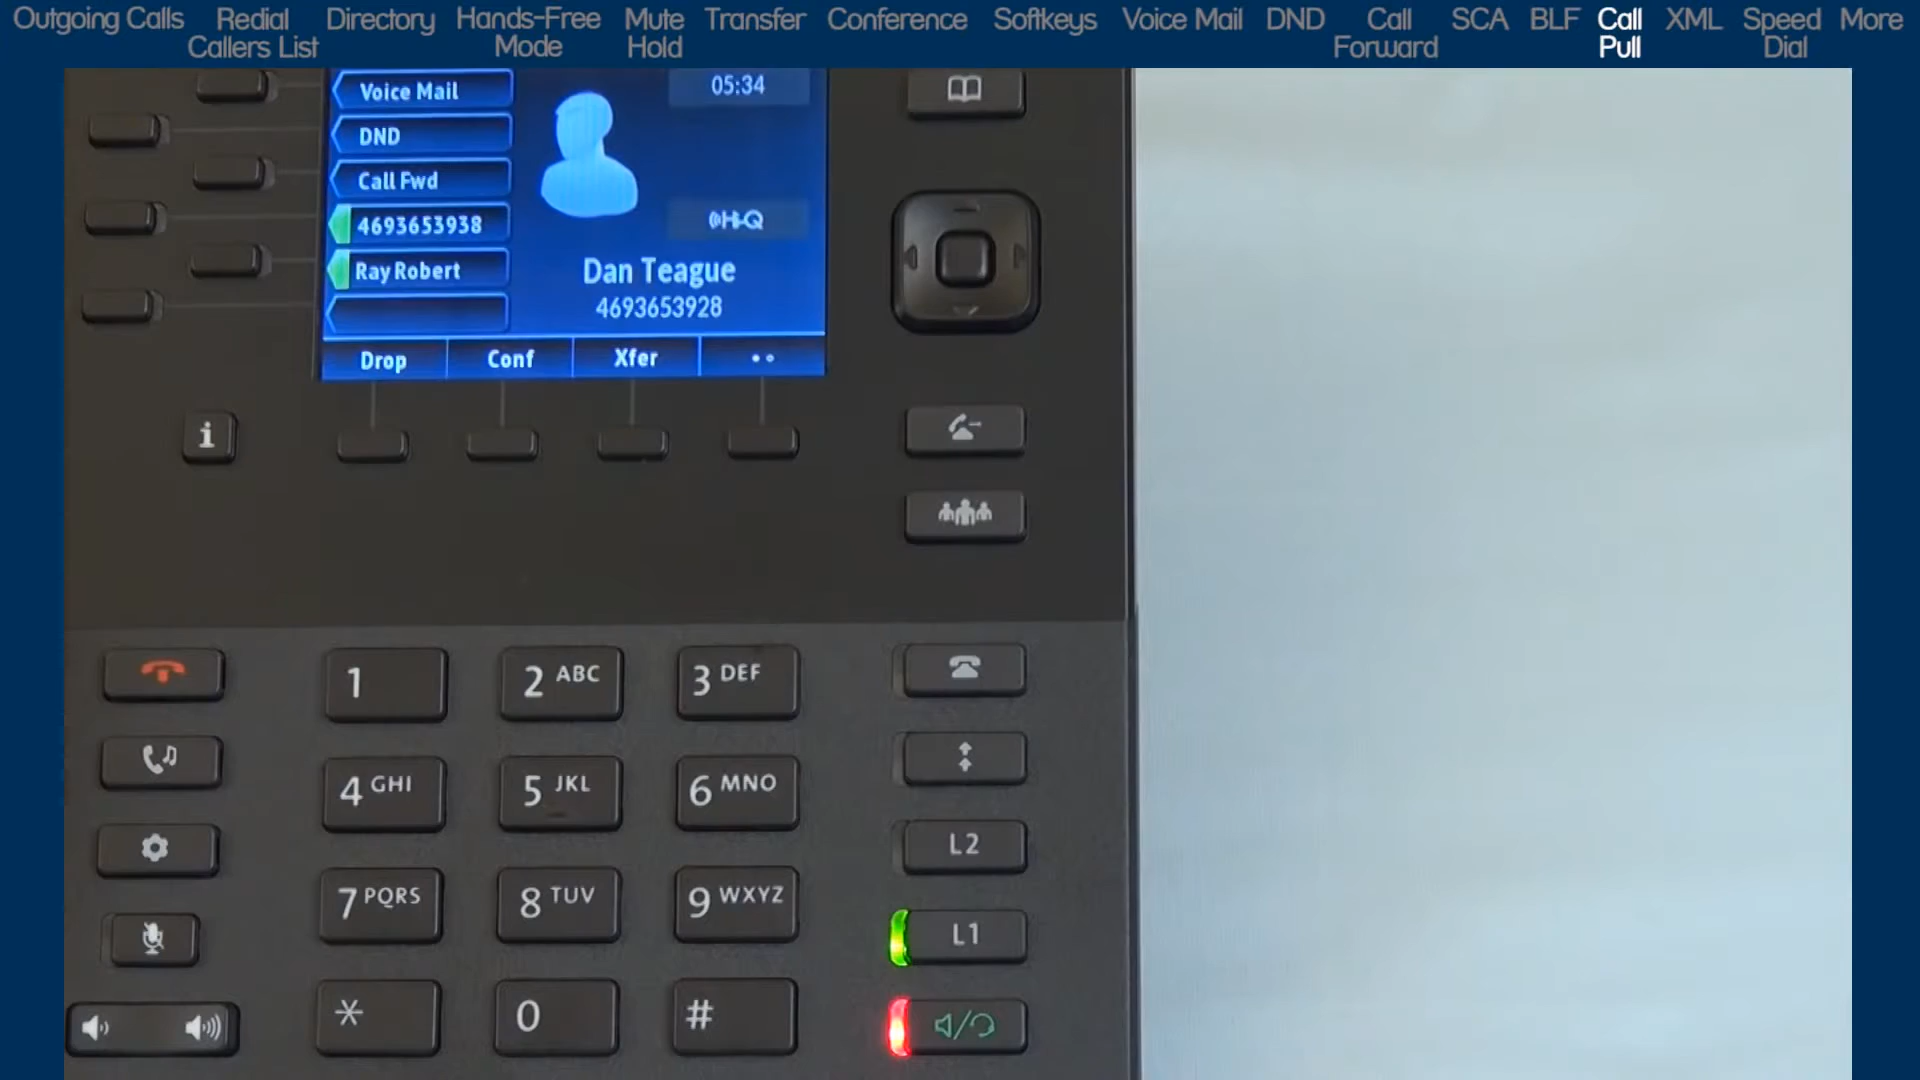 Outgoing Calls
Redial
Callers List
Directory
Hands-Free
Mode
Mute
Hold
Transfer
Conference
Softkeys
Voice Mail
DND
Call
Forward
SCA
BLF
Call
Pull
XML
Speed
Dial
More
Voice Mail
DND
Call Fwd
4693653938
Ray Robert
05:34
Hi-Q
Dan Teague
4693653928
Drop
Conf
Xfer
i
1
2 ABC
3 DEF
4 GHI
5 JKL
6 MNO
L2
7 PQRS
8 TUV
9 WXYZ
L1
*
0
#